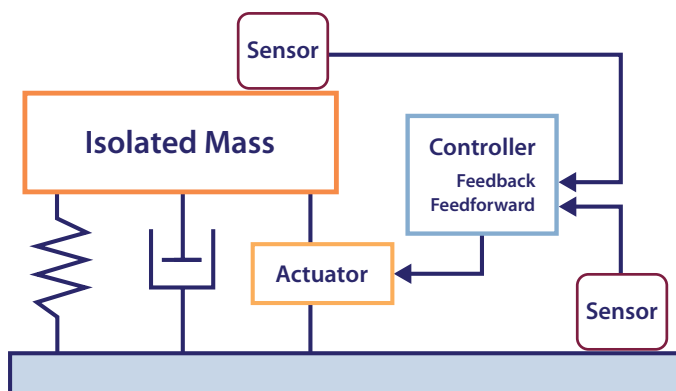 Sensor
Isolated Mass
Controller
Feedback
Feedforward
Actuator
Sensor